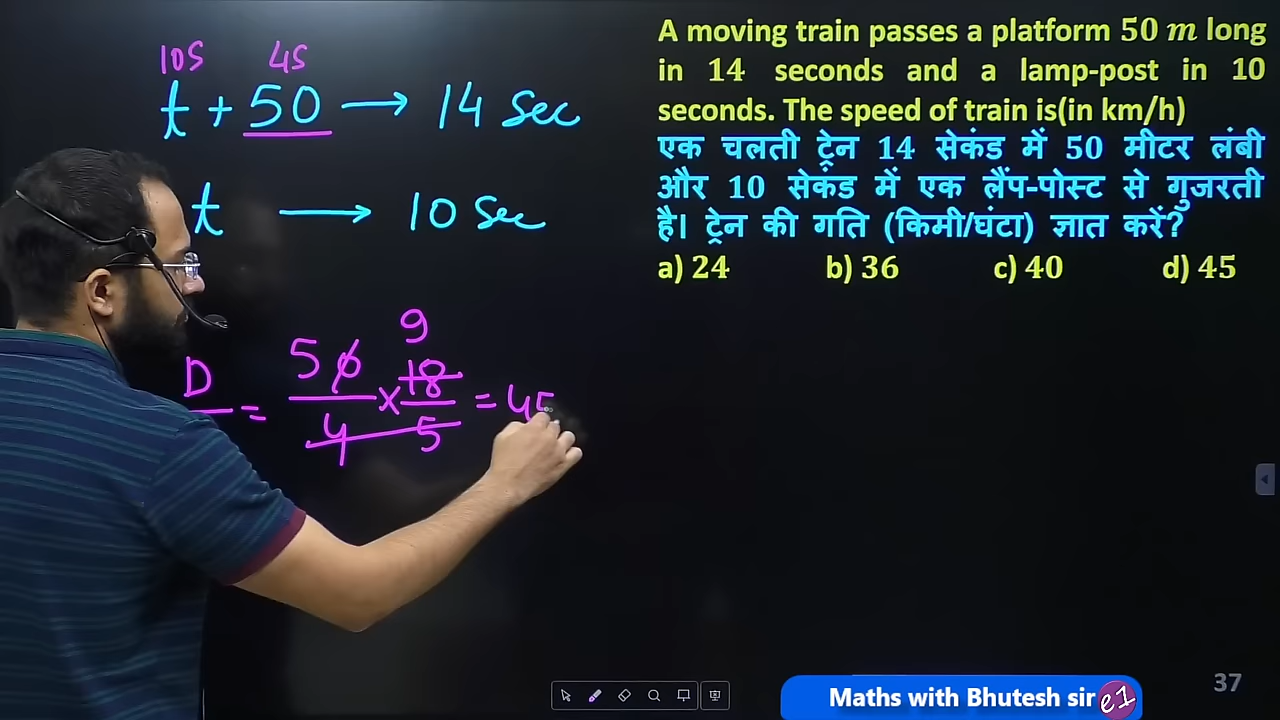 10S 4S
t + 50 → 14 Sec
t → 10 Sec
9
D = 50/4 × 18/5 = 45
A moving train passes a platform 50 m long
in 14 seconds and a lamp-post in 10
seconds. The speed of train is(in km/h)
एक चलती ट्रेन 14 सेकंड में 50 मीटर लंबी
और 10 सेकंड में एक लैंप-पोस्ट से गुजरती
है। ट्रेन की गति (किमी/घंटा) ज्ञात करें?
a) 24 b) 36 c) 40 d) 45
Maths with Bhutesh sir e1
37